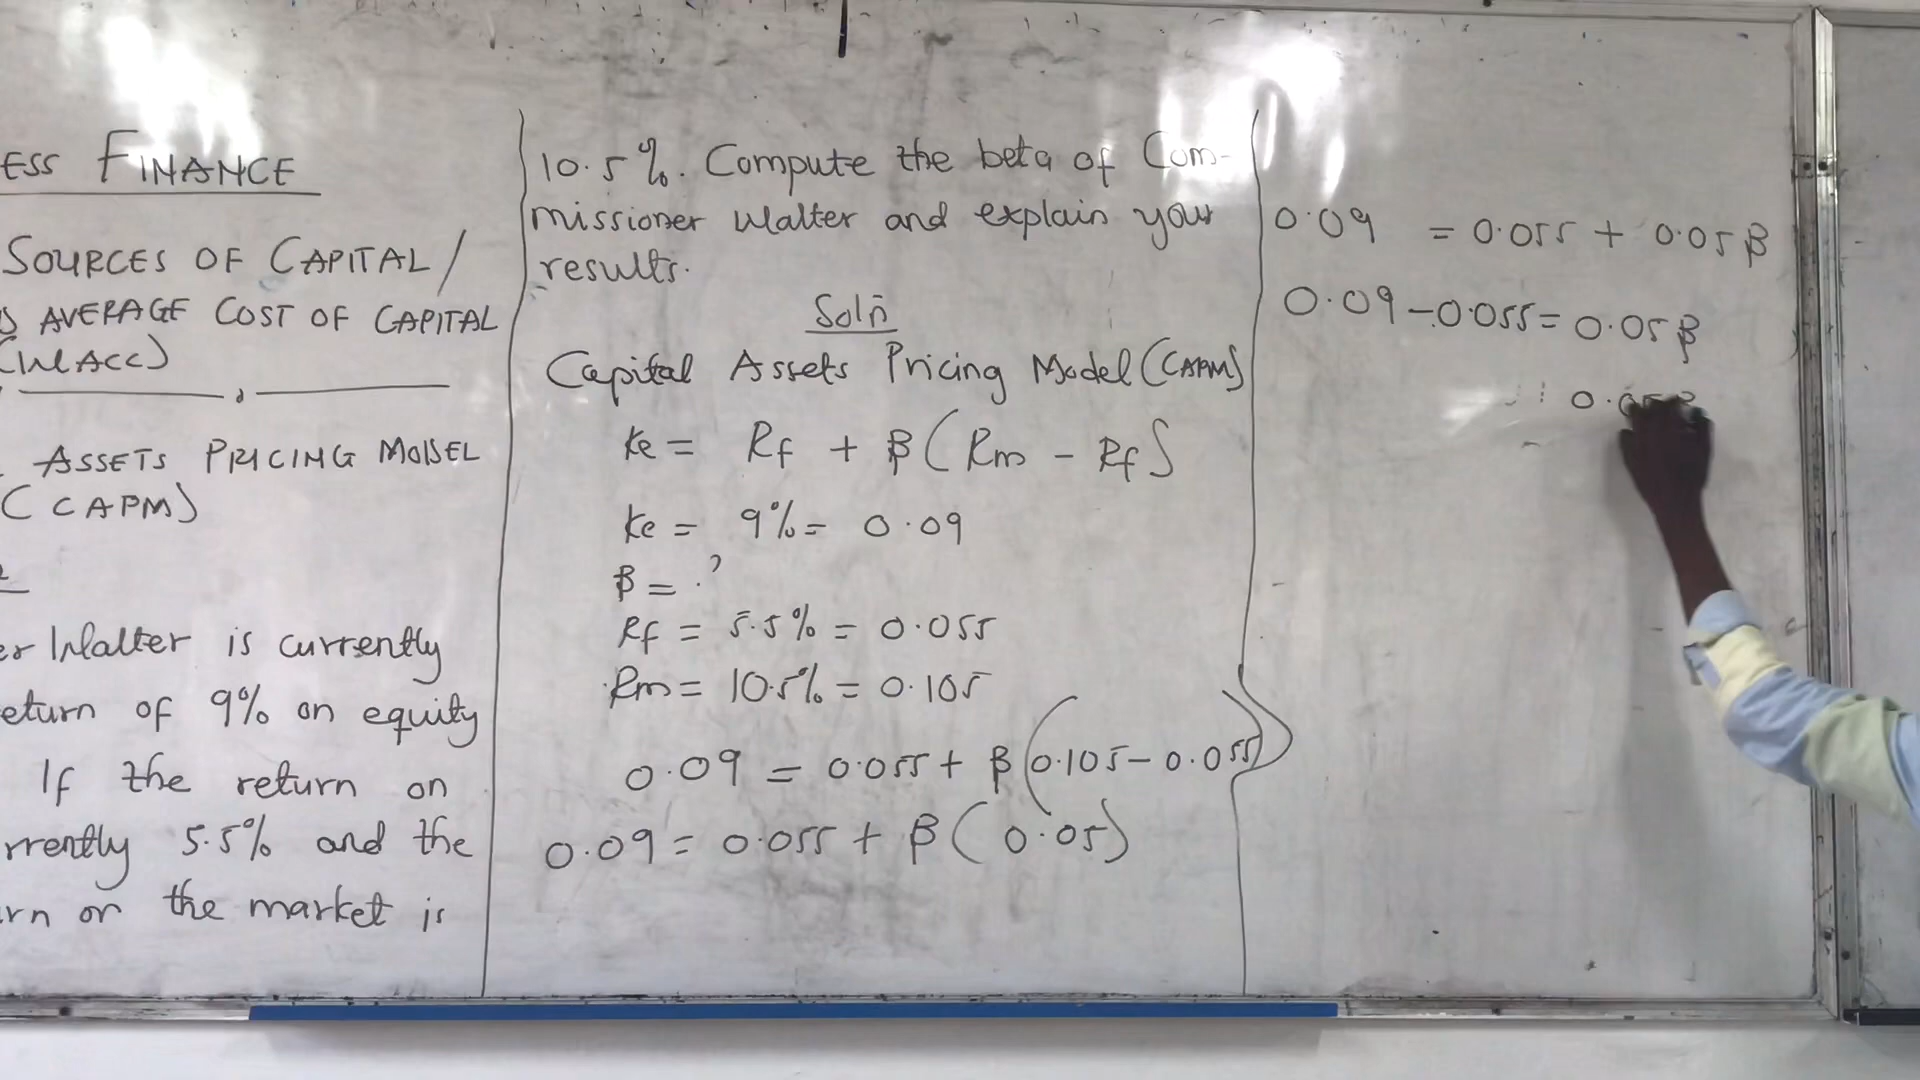 ESS FINANCE
SOURCES OF CAPITAL/
AVERAGE COST OF CAPITAL
(WACC)
ASSETS PRICING MODEL
(CAPM)
er Walter is currently
eturn of 9% on equity
If the return on
rrently 5.5% and the
rn on the market is
10.5%. Compute the beta of Com-
missioner Walter and explain your
results.
Soln
Capital Assets Pricing Model (CAPM)
Ke = Rf + β(Rm - Rf)
Ke = 9% = 0.09
β = ?
Rf = 5.5% = 0.055
Rm = 10.5% = 0.105
0.09 = 0.055 + β(0.105 - 0.055)
0.09 = 0.055 + β(0.05)
0.09 = 0.055 + 0.05β
0.09 - 0.055 = 0.05β